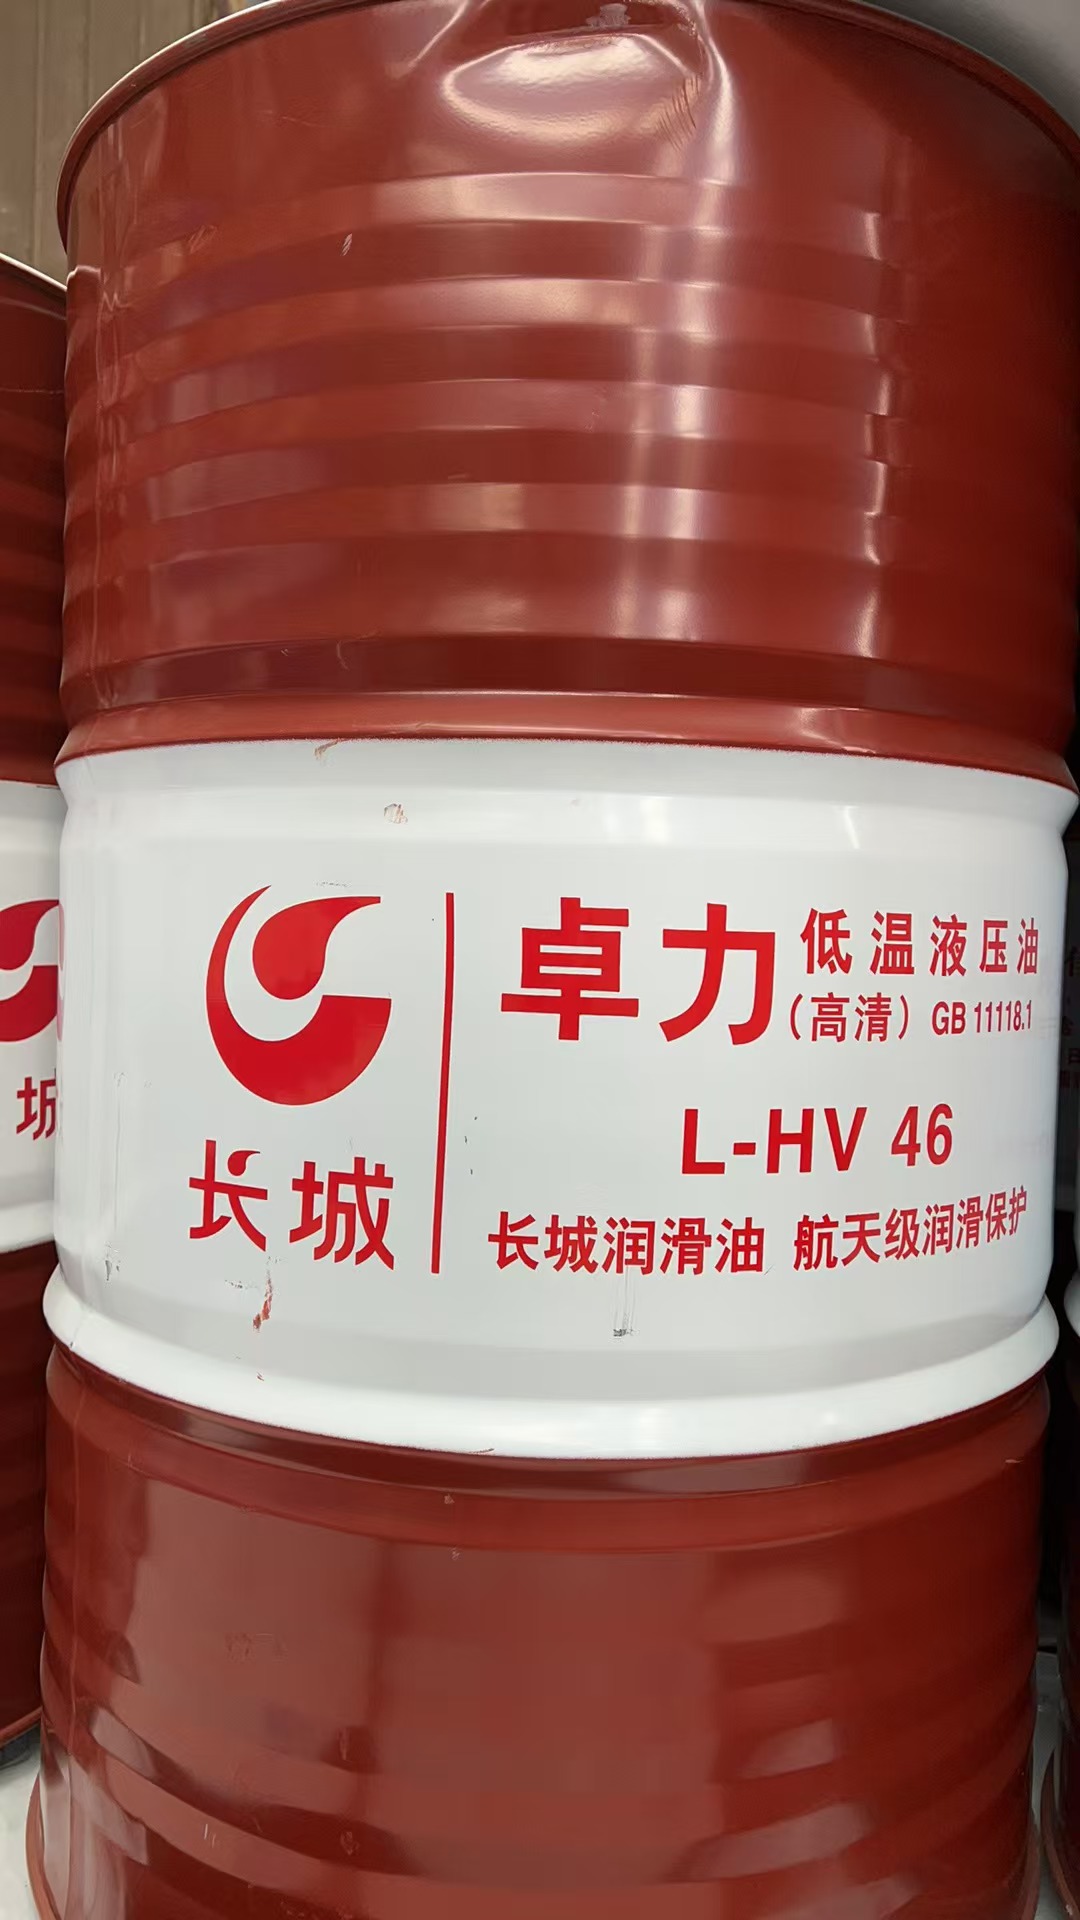 长城
卓力 低温液压油
（高清）GB 11118.1
L-HV 46
长城润滑油 航天级润滑保护
城